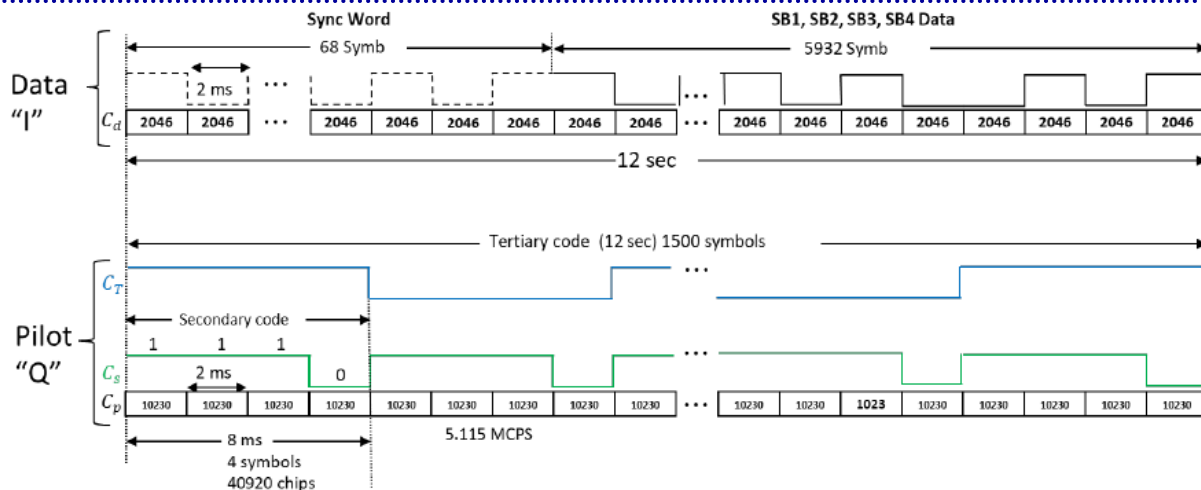 Sync Word
SB1, SB2, SB3, SB4 Data
68 Symb
5932 Symb
Data
"I"
2 ms
...
...
C_d
2046 2046 ... 2046 2046 2046 2046 2046 2046 ... 2046 2046 2046 2046 2046 2046 2046 2046
12 sec
Tertiary code (12 sec) 1500 symbols
C_T
...
Pilot
"Q"
Secondary code
1 1 1 0
C_s
2 ms
...
C_p
10230 10230 10230 10230 10230 10230 10230 10230 10230 ... 10230 10230 1023 10230 10230 10230 10230 10230
8 ms
5.115 MCPS
4 symbols
40920 chips